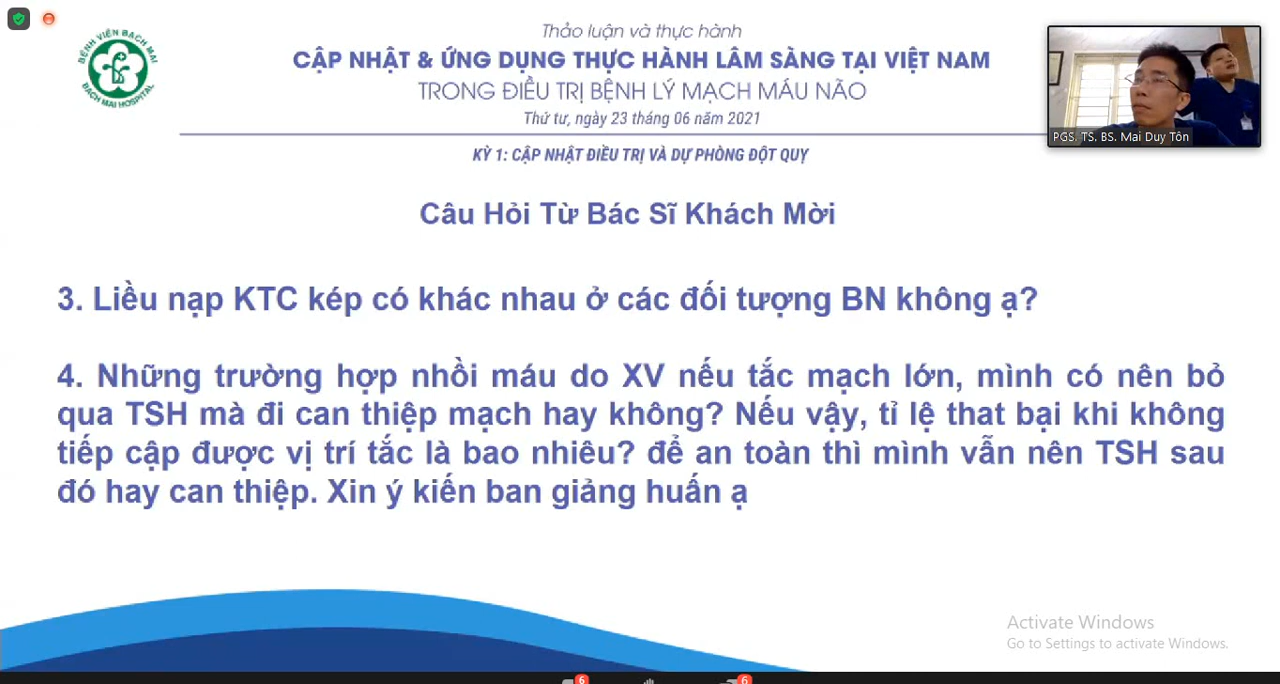 BỆNH VIỆN BẠCH MAI
BACH MAI HOSPITAL
Thảo luận và thực hành
CẬP NHẬT & ỨNG DỤNG THỰC HÀNH LÂM SÀNG TẠI VIỆT NAM
TRONG ĐIỀU TRỊ BỆNH LÝ MẠCH MÁU NÃO
Thứ tư, ngày 23 tháng 06 năm 2021
KỲ 1: CẬP NHẬT ĐIỀU TRỊ VÀ DỰ PHÒNG ĐỘT QUỴ
PGS. TS. BS. Mai Duy Tôn
Câu Hỏi Từ Bác Sĩ Khách Mời
3. Liều nạp KTC kép có khác nhau ở các đối tượng BN không ạ?
4. Những trường hợp nhồi máu do XV nếu tắc mạch lớn, mình có nên bỏ
qua TSH mà đi can thiệp mạch hay không? Nếu vậy, tỉ lệ that bại khi không
tiếp cập được vị trí tắc là bao nhiêu? để an toàn thì mình vẫn nên TSH sau
đó hay can thiệp. Xin ý kiến ban giảng huấn ạ
Activate Windows
Go to Settings to activate Windows.
6
6